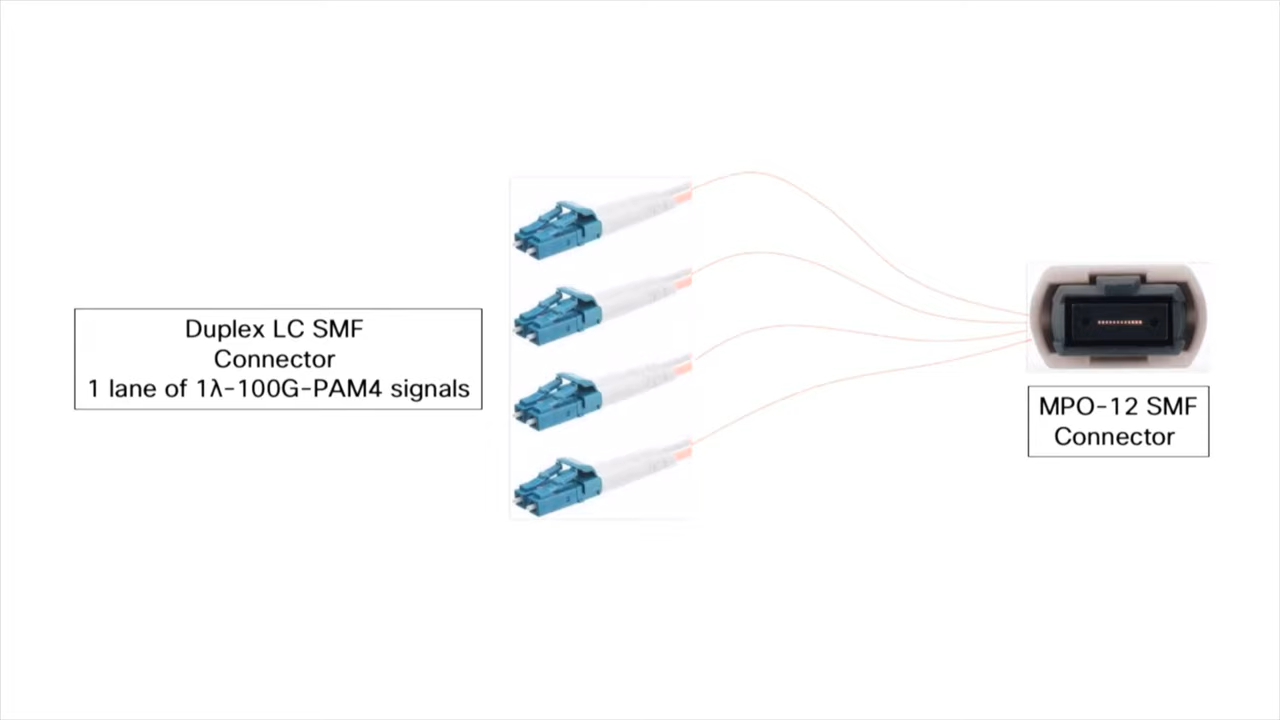 Duplex LC SMF
Connector
1 lane of 1λ-100G-PAM4 signals
MPO-12 SMF
Connector